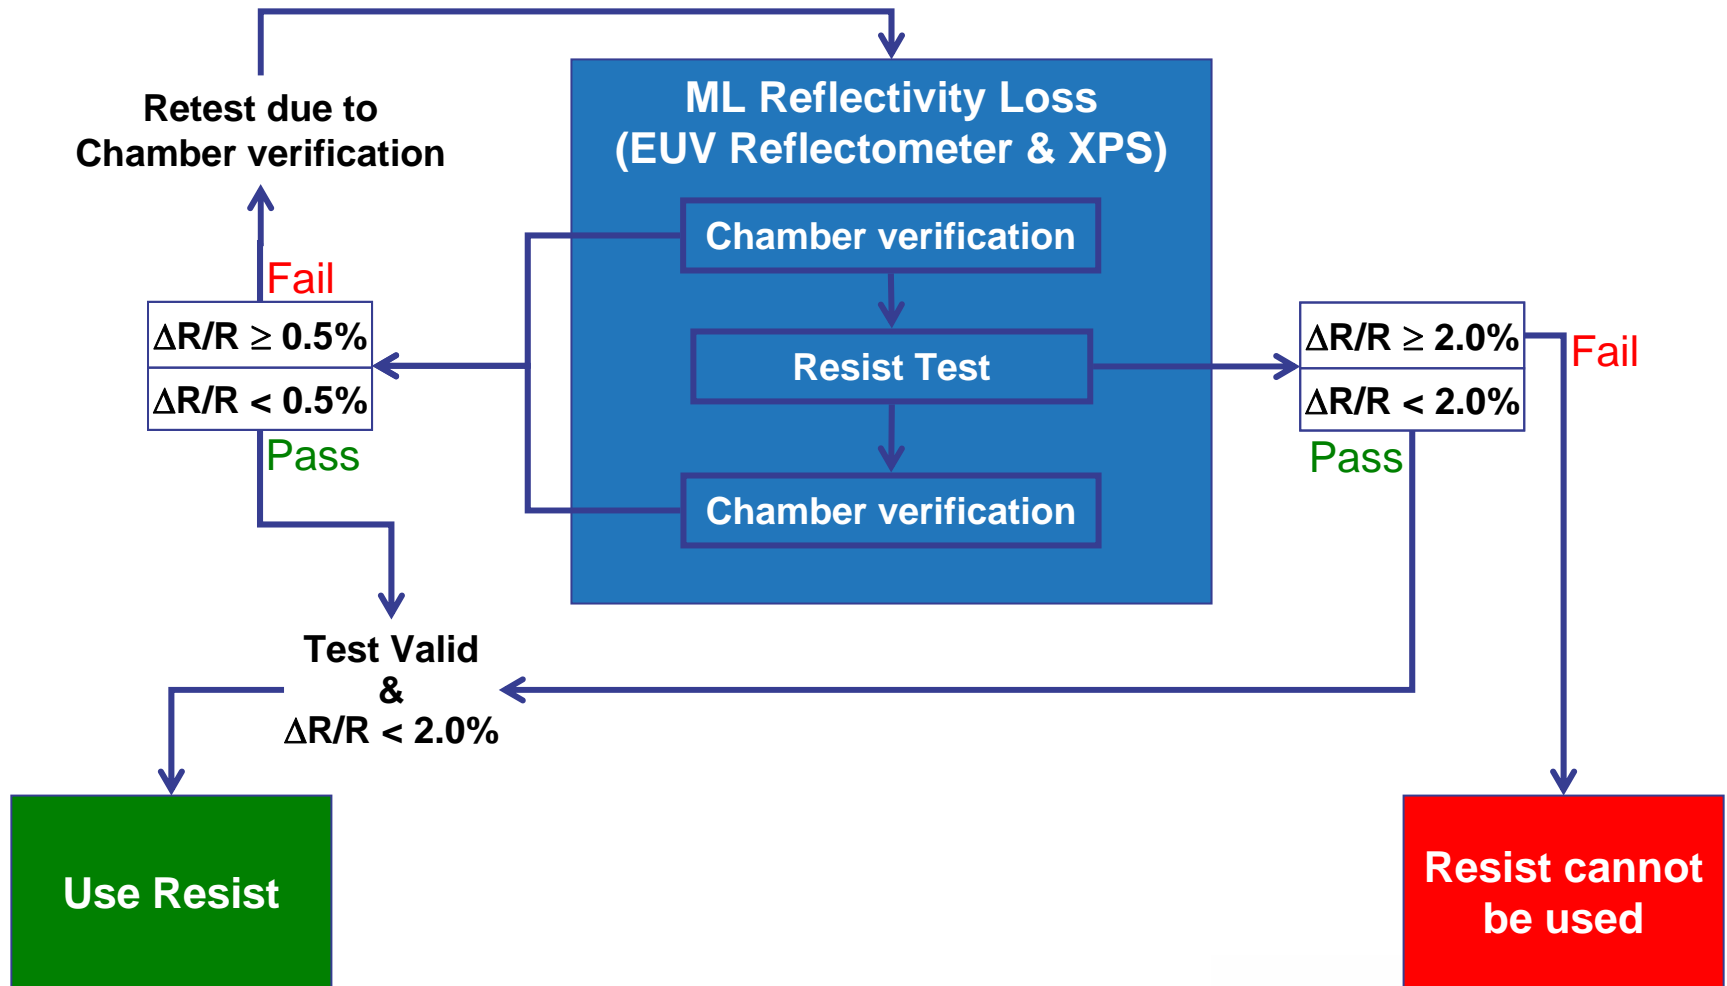 Retest due to
Chamber verification
ML Reflectivity Loss
(EUV Reflectometer & XPS)
Chamber verification
Resist Test
Chamber verification
Fail
ΔR/R ≥ 0.5%
ΔR/R < 0.5%
Pass
ΔR/R ≥ 2.0%
Fail
ΔR/R < 2.0%
Pass
Test Valid
&
ΔR/R < 2.0%
Use Resist
Resist cannot
be used